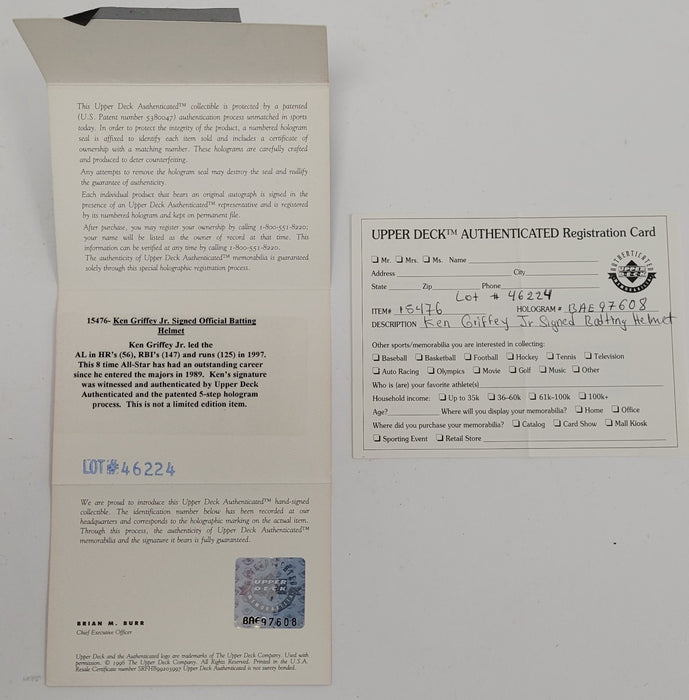 This Upper Deck Authenticated™ collectible is protected by a patented
(U.S. Patent number 5380047) authentication process unmatched in sports
today. In order to protect the integrity of the product, a numbered hologram
seal is affixed to identify each item sold and includes a certificate of
ownership with a matching number. These holograms are carefully crafted
and produced to deter counterfeiting.
Any attempts to remove the hologram may destroy the seal and nullify
the guarantee of authenticity.
Each individual product that bears an original autograph is signed in the
presence of an Upper Deck Authenticated™ representative and is registered
by its numbered hologram and kept on permanent file.
After purchase, you may register your ownership by calling 1-800-551-8220;
your name will be listed as the owner of record at that time. This
information can be verified at any time by calling 1-800-551-8220.
The authenticity of Upper Deck Authenticated™ memorabilia is guaranteed
solely through this special holographic registration process.
15476- Ken Griffey Jr. Signed Official Batting
Helmet
Ken Griffey Jr. led the
AL in HR's (56), RBI's (147) and runs (125) in 1997.
This 8 time All-Star has had an outstanding career
since he entered the majors in 1989. Ken's signature
was witnessed and authenticated by Upper Deck
Authenticated and the patented 5-step hologram
process. This is not a limited edition item.
LOT # 46224
We are proud to introduce this Upper Deck Authenticated™ hand-signed
collectible. The identification number below has been recorded at our
headquarters and corresponds to the holographic marking on the actual item.
Through this process, the authenticity of Upper Deck Authenticated™
memorabilia and the signature it bears is fully guaranteed.
UPPER
DECK
BAE97608
BRIAN M. BURR
Chief Executive Officer
Upper Deck and the Authenticated logo are trademarks of The Upper Deck Company. Used with
permission. © 1996 The Upper Deck Company. All Rights Reserved. Printed in the U.S.A.
Resale Certificate number SRFHB99203997 Upper Deck Authenticated is not surety bonded.
UPPER DECK™ AUTHENTICATED Registration Card
Mr. Mrs. Ms. Name
Address City
State Zip Phone
AUTHENTICATED
UPPER DECK
MEMORABILIA
Lot # 46224
ITEM# 15476 HOLOGRAM# BAE97608
DESCRIPTION Ken Griffey Jr Signed Batting Helmet
Other sports/memorabilia you are interested in collecting:
Baseball Basketball Football Hockey Tennis Television
Auto Racing Olympics Movie Golf Music Other
Who is (are) your favorite athlete(s)
Household income: Up to 35k 36-60k 61k-100k 100k+
Age? Where will you display your memorabilia? Home Office
Where did you purchase your memorabilia? Catalog Card Show Mall Kiosk
Sporting Event Retail Store